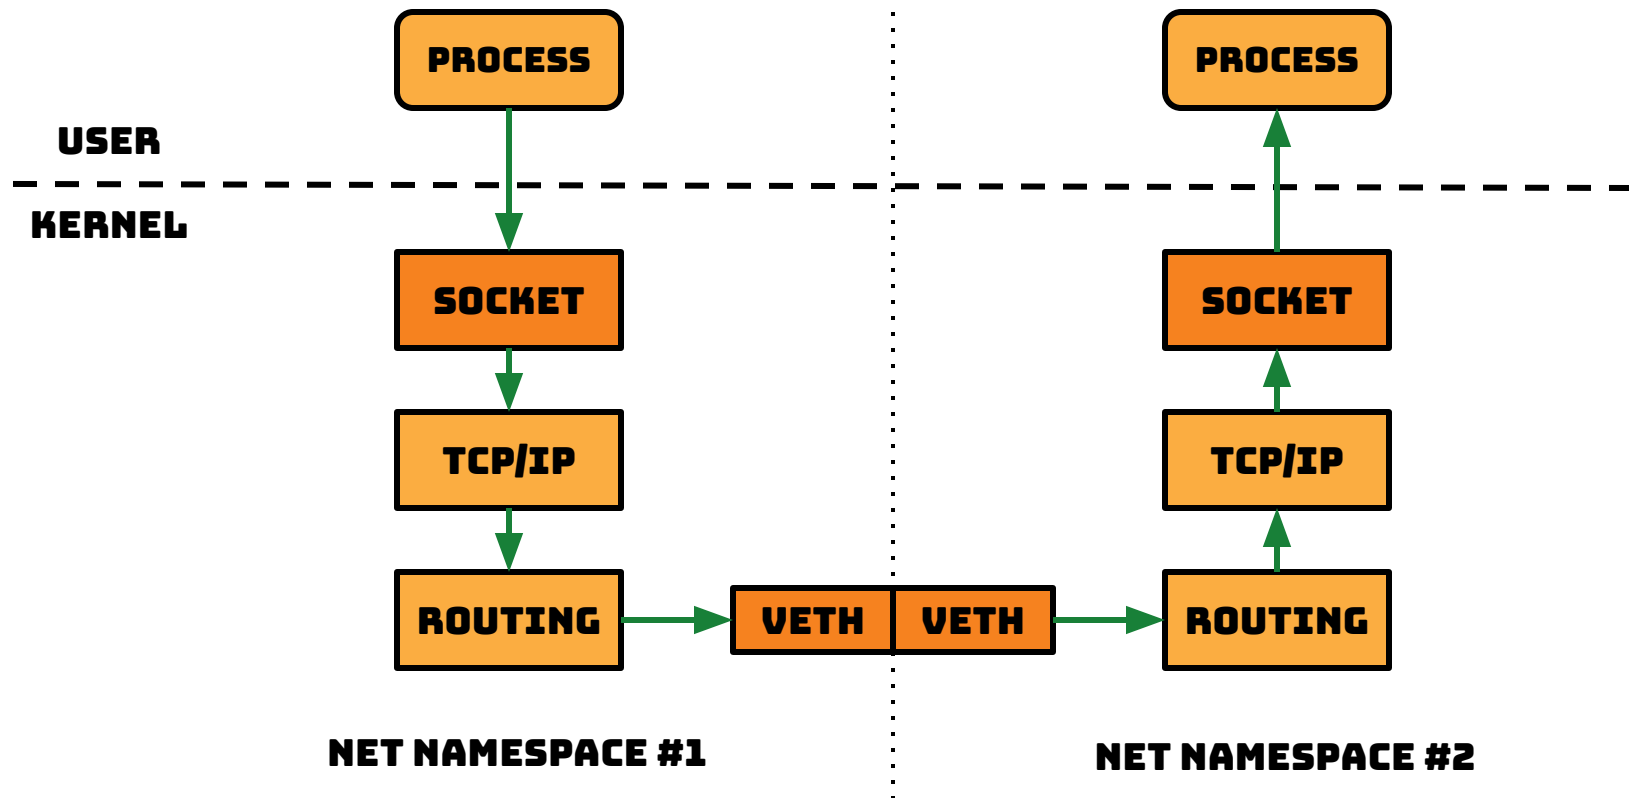 PROCESS
PROCESS
USER
KERNEL
SOCKET
SOCKET
TCP/IP
TCP/IP
ROUTING
VETH
VETH
ROUTING
NET NAMESPACE #1
NET NAMESPACE #2